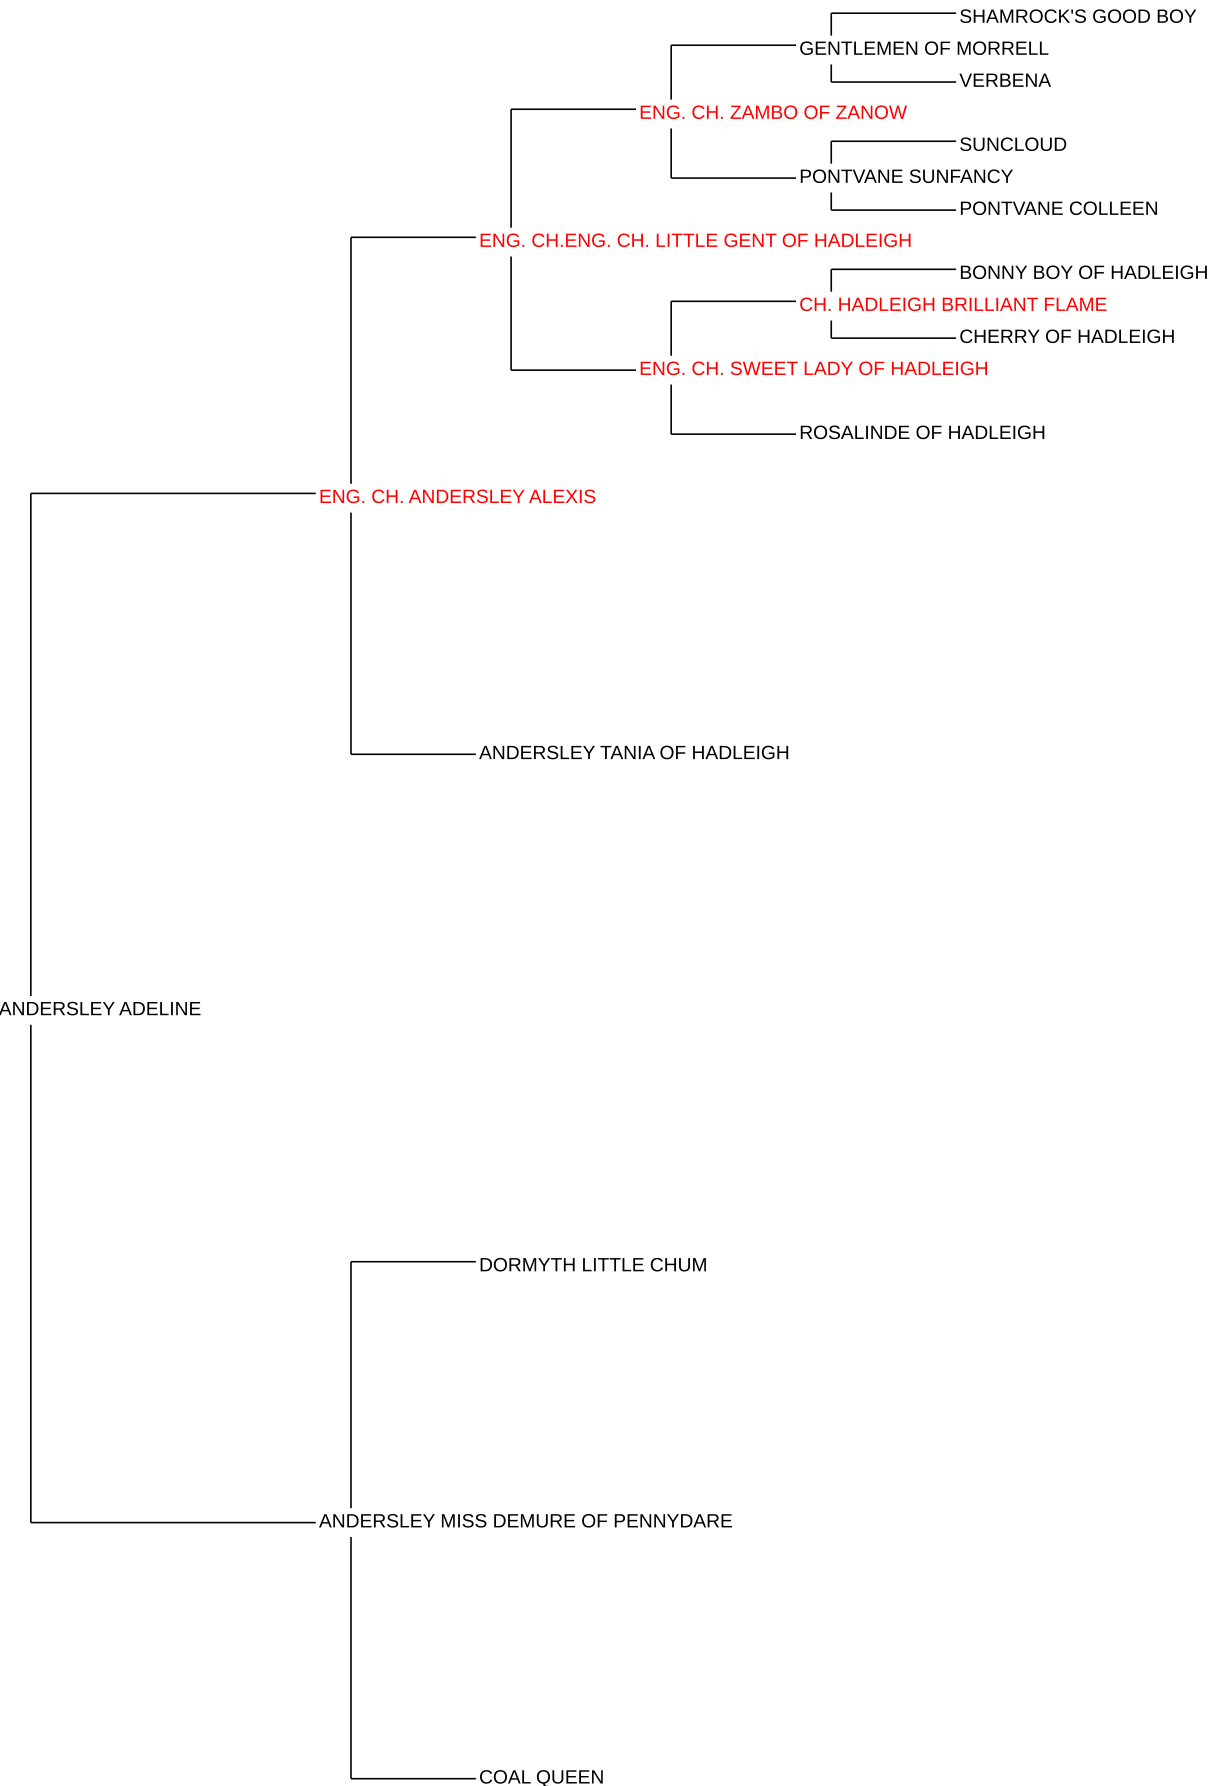 SHAMROCK'S GOOD BOY
GENTLEMEN OF MORRELL
VERBENA
ENG. CH. ZAMBO OF ZANOW
SUNCLOUD
PONTVANE SUNFANCY
PONTVANE COLLEEN
ENG. CH.ENG. CH. LITTLE GENT OF HADLEIGH
BONNY BOY OF HADLEIGH
CH. HADLEIGH BRILLIANT FLAME
CHERRY OF HADLEIGH
ENG. CH. SWEET LADY OF HADLEIGH
ROSALINDE OF HADLEIGH
ENG. CH. ANDERSLEY ALEXIS
ANDERSLEY TANIA OF HADLEIGH
ANDERSLEY ADELINE
DORMYTH LITTLE CHUM
ANDERSLEY MISS DEMURE OF PENNYDARE
COAL QUEEN